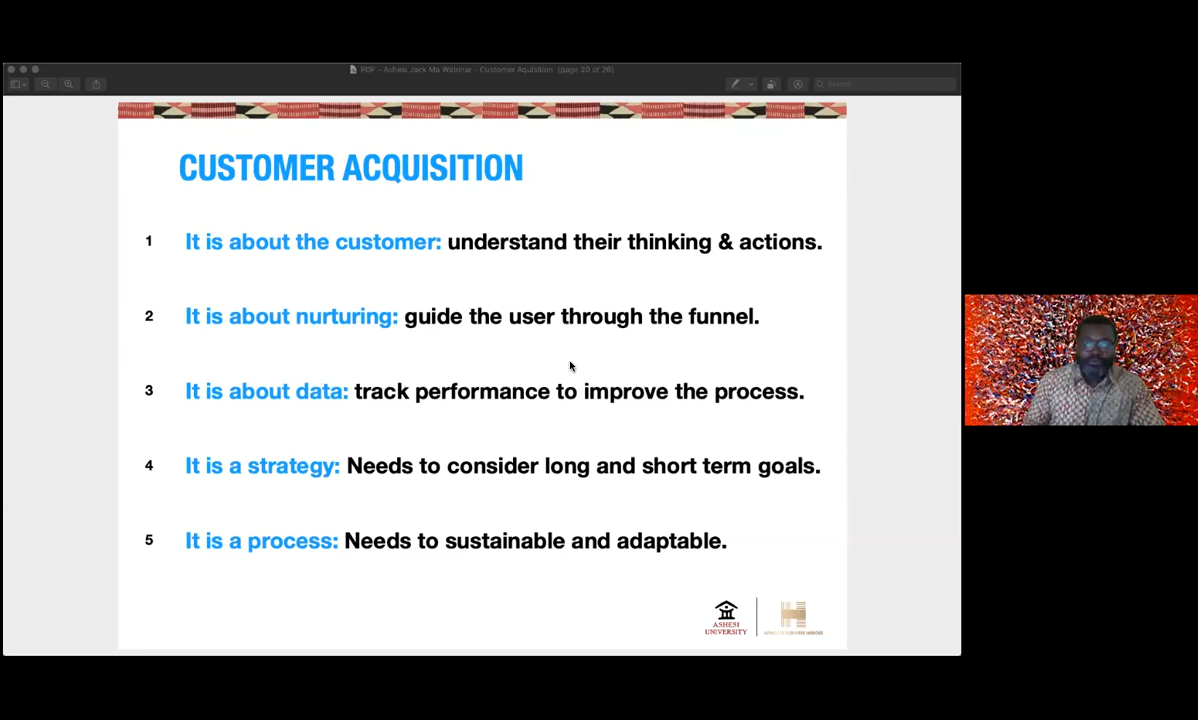 PDF - Ashesi Jack Ma Webinar - Customer Aquisition (page 20 of 26)
Search
CUSTOMER ACQUISITION
1 It is about the customer: understand their thinking & actions.
2 It is about nurturing: guide the user through the funnel.
3 It is about data: track performance to improve the process.
4 It is a strategy: Needs to consider long and short term goals.
5 It is a process: Needs to sustainable and adaptable.
ASHESI
UNIVERSITY